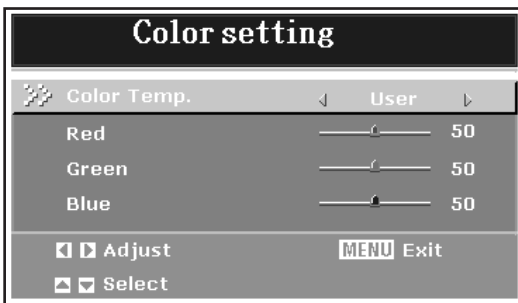 Color setting
Color Temp. User
Red 50
Green 50
Blue 50
Adjust MENU Exit
Select